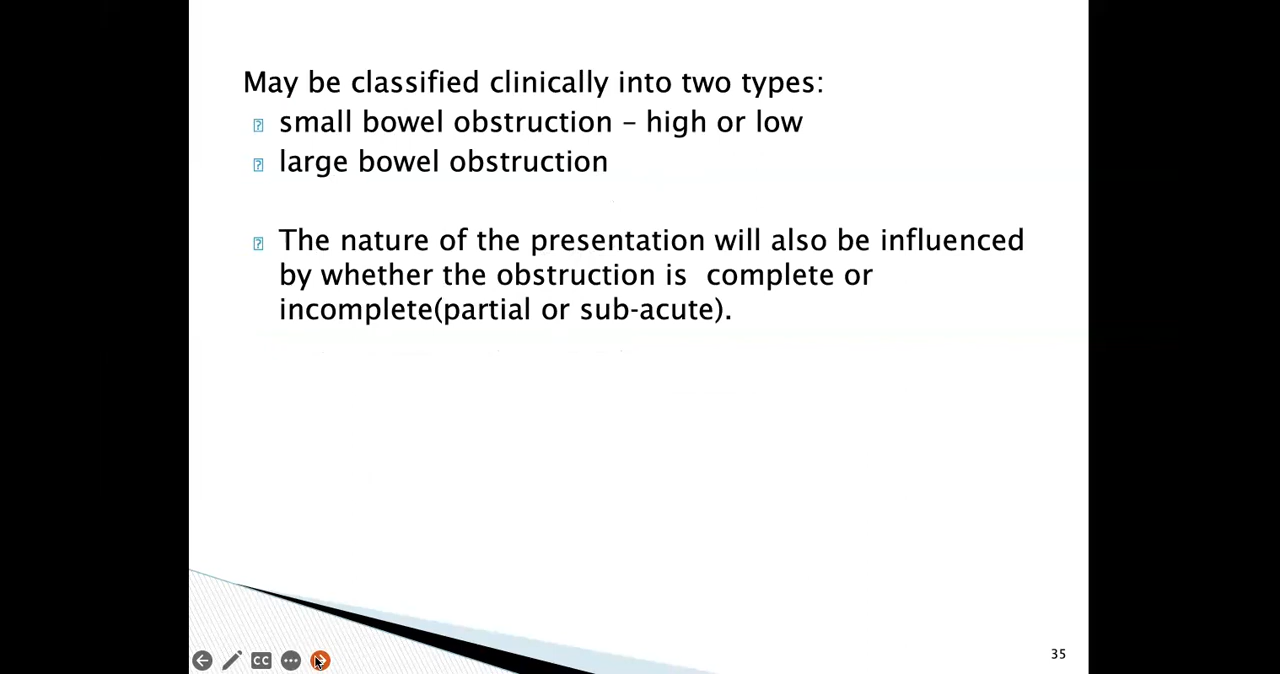 May be classified clinically into two types:
small bowel obstruction – high or low
large bowel obstruction
The nature of the presentation will also be influenced
by whether the obstruction is  complete or
incomplete(partial or sub-acute).
CC
35